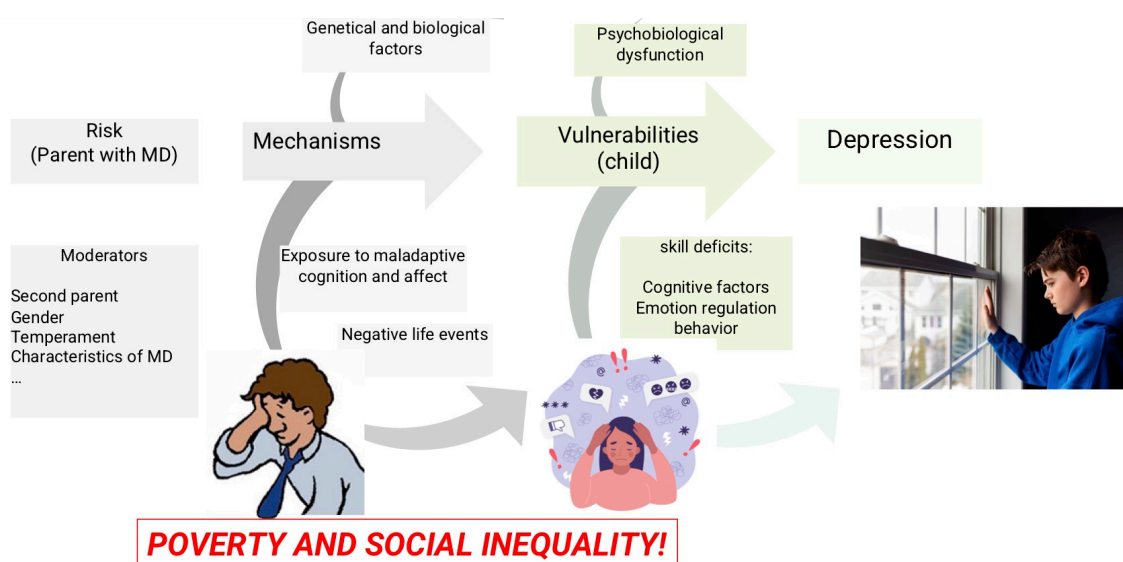 Genetical and biological
factors
Psychobiological
dysfunction
Risk
(Parent with MD)
Mechanisms
Vulnerabilities
(child)
Depression
Moderators
Second parent
Gender
Temperament
Characteristics of MD
...
Exposure to maladaptive
cognition and affect
Negative life events
skill deficits:
Cognitive factors
Emotion regulation
behavior
POVERTY AND SOCIAL INEQUALITY!